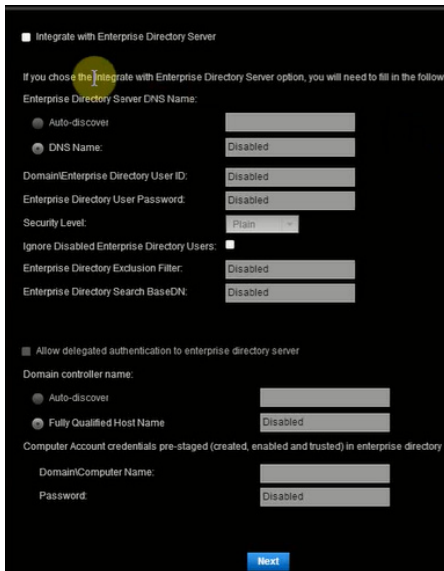 Integrate with Enterprise Directory Server
If you chose the Integrate with Enterprise Directory Server option, you will need to fill in the follow
Enterprise Directory Server DNS Name:
Auto-discover
DNS Name: Disabled
Domain\Enterprise Directory User ID: Disabled
Enterprise Directory User Password: Disabled
Security Level: Plain
Ignore Disabled Enterprise Directory Users:
Enterprise Directory Exclusion Filter: Disabled
Enterprise Directory Search BaseDN: Disabled
Allow delegated authentication to enterprise directory server
Domain controller name:
Auto-discover
Fully Qualified Host Name Disabled
Computer Account credentials pre-staged (created, enabled and trusted) in enterprise directory
Domain\Computer Name:
Password: Disabled
Next